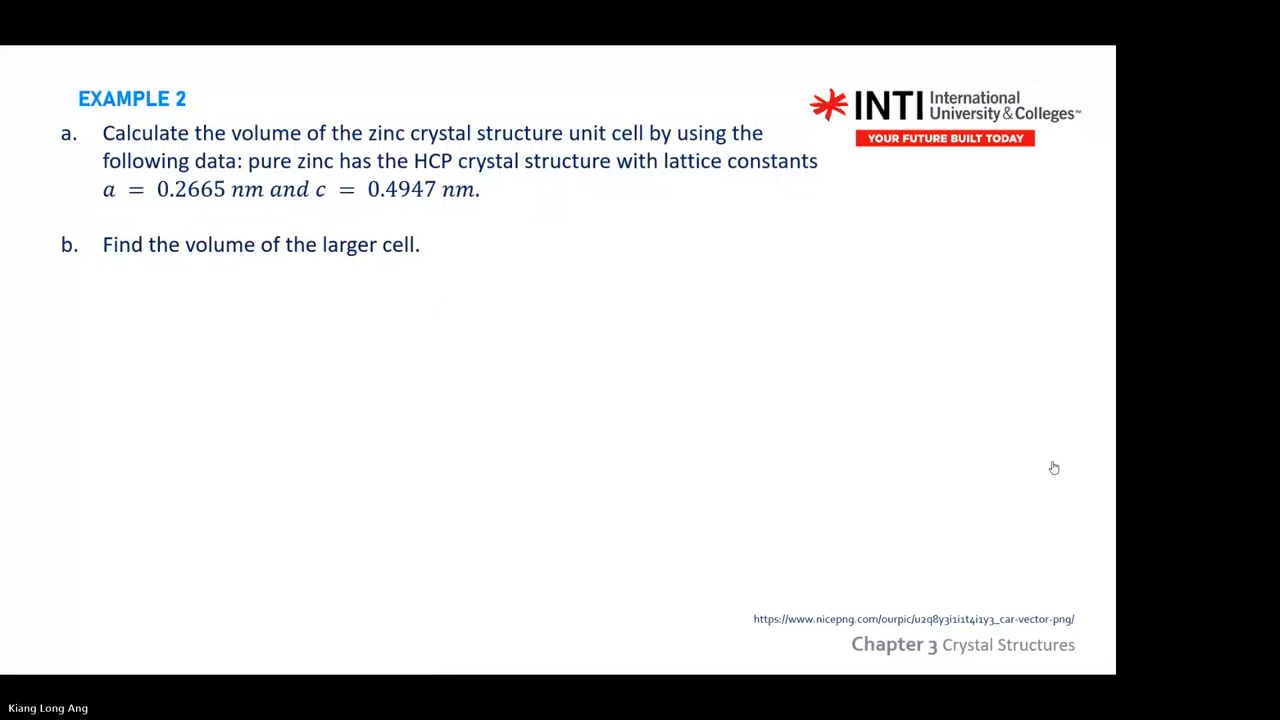 EXAMPLE 2
a. Calculate the volume of the zinc crystal structure unit cell by using the
following data: pure zinc has the HCP crystal structure with lattice constants
a = 0.2665 nm and c = 0.4947 nm.
b. Find the volume of the larger cell.
INTI International
University & Colleges™
YOUR FUTURE BUILT TODAY
https://www.nicepng.com/ourpic/u2q8y3i1i1t4i1y3_car-vector-png/
Chapter 3 Crystal Structures
Kiang Long Ang